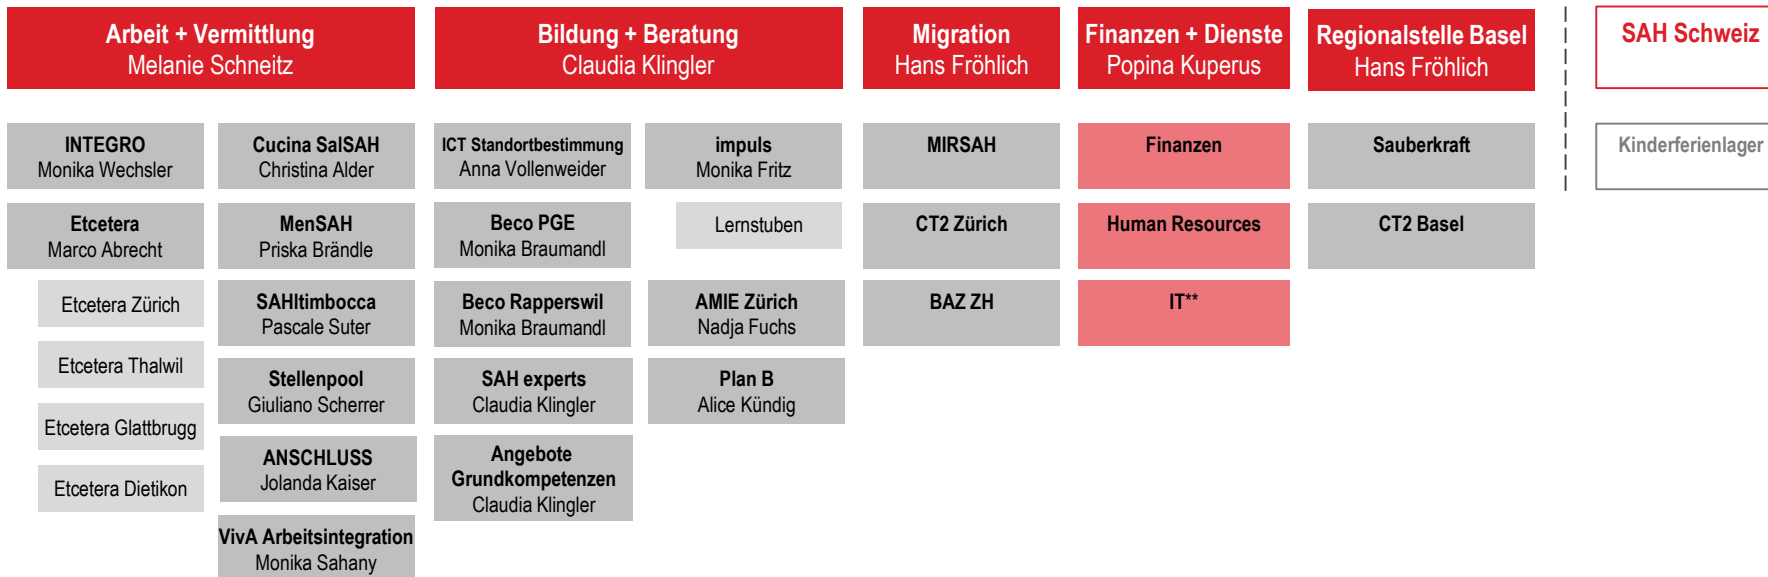 Arbeit + Vermittlung
Melanie Schneitz
Bildung + Beratung
Claudia Klingler
Migration
Hans Fröhlich
Finanzen + Dienste
Popina Kuperus
Regionalstelle Basel
Hans Fröhlich
SAH Schweiz
INTEGRO
Monika Wechsler
Etcetera
Marco Abrecht
Etcetera Zürich
Etcetera Thalwil
Etcetera Glattbrugg
Etcetera Dietikon
Cucina SalSAH
Christina Alder
MenSAH
Priska Brändle
SAHltimbocca
Pascale Suter
Stellenpool
Giuliano Scherrer
ANSCHLUSS
Jolanda Kaiser
VivA Arbeitsintegration
Monika Sahany
ICT Standortbestimmung
Anna Vollenweider
Beco PGE
Monika Braumandl
Beco Rapperswil
Monika Braumandl
SAH experts
Claudia Klingler
Angebote
Grundkompetenzen
Claudia Klingler
impuls
Monika Fritz
Lernstuben
AMIE Zürich
Nadja Fuchs
Plan B
Alice Kündig
MIRSAH
CT2 Zürich
BAZ ZH
Finanzen
Human Resources
IT**
Sauberkraft
CT2 Basel
Kinderferienlager